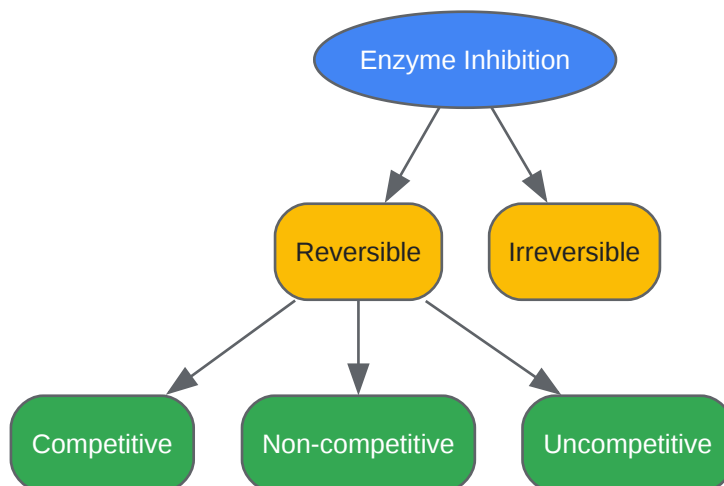 Enzyme Inhibition
Reversible
Irreversible
Competitive
Non-competitive
Uncompetitive